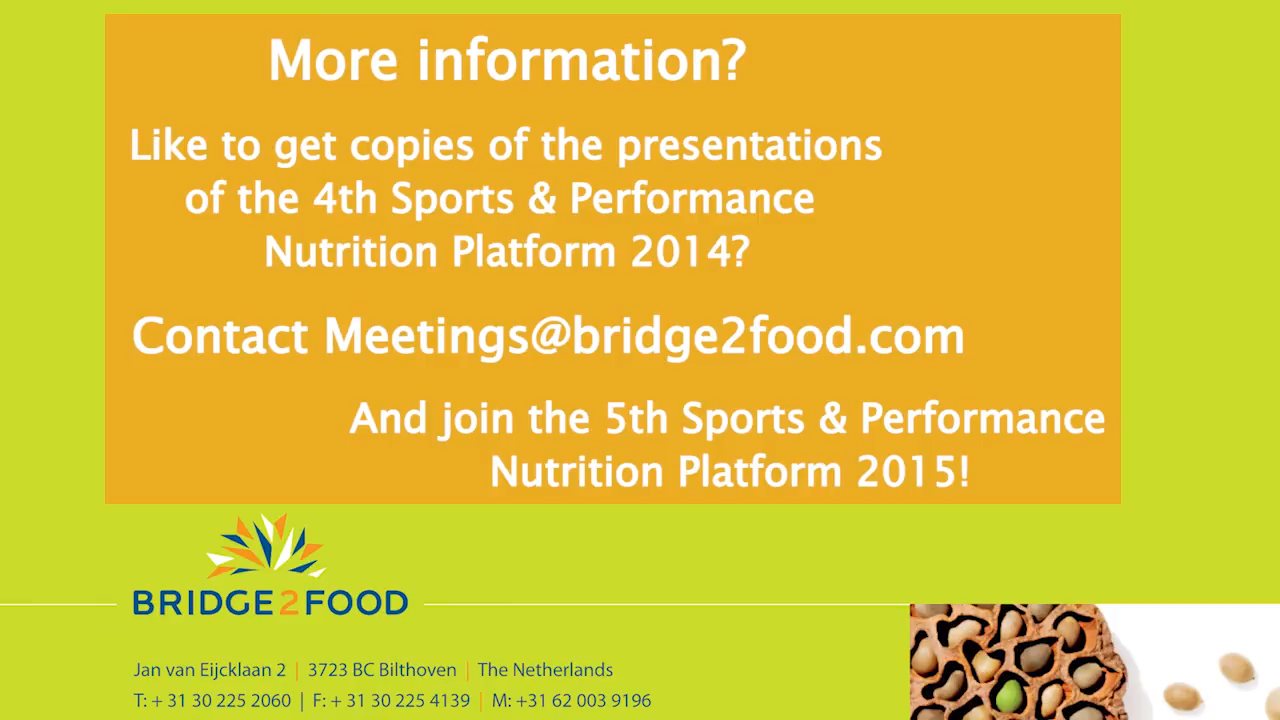 More information?
Like to get copies of the presentations
of the 4th Sports & Performance
Nutrition Platform 2014?
Contact Meetings@bridge2food.com
And join the 5th Sports & Performance
Nutrition Platform 2015!
BRIDGE2FOOD
Jan van Eijcklaan 2 | 3723 BC Bilthoven | The Netherlands
T: + 31 30 225 2060 | F: + 31 30 225 4139 | M: +31 62 003 9196